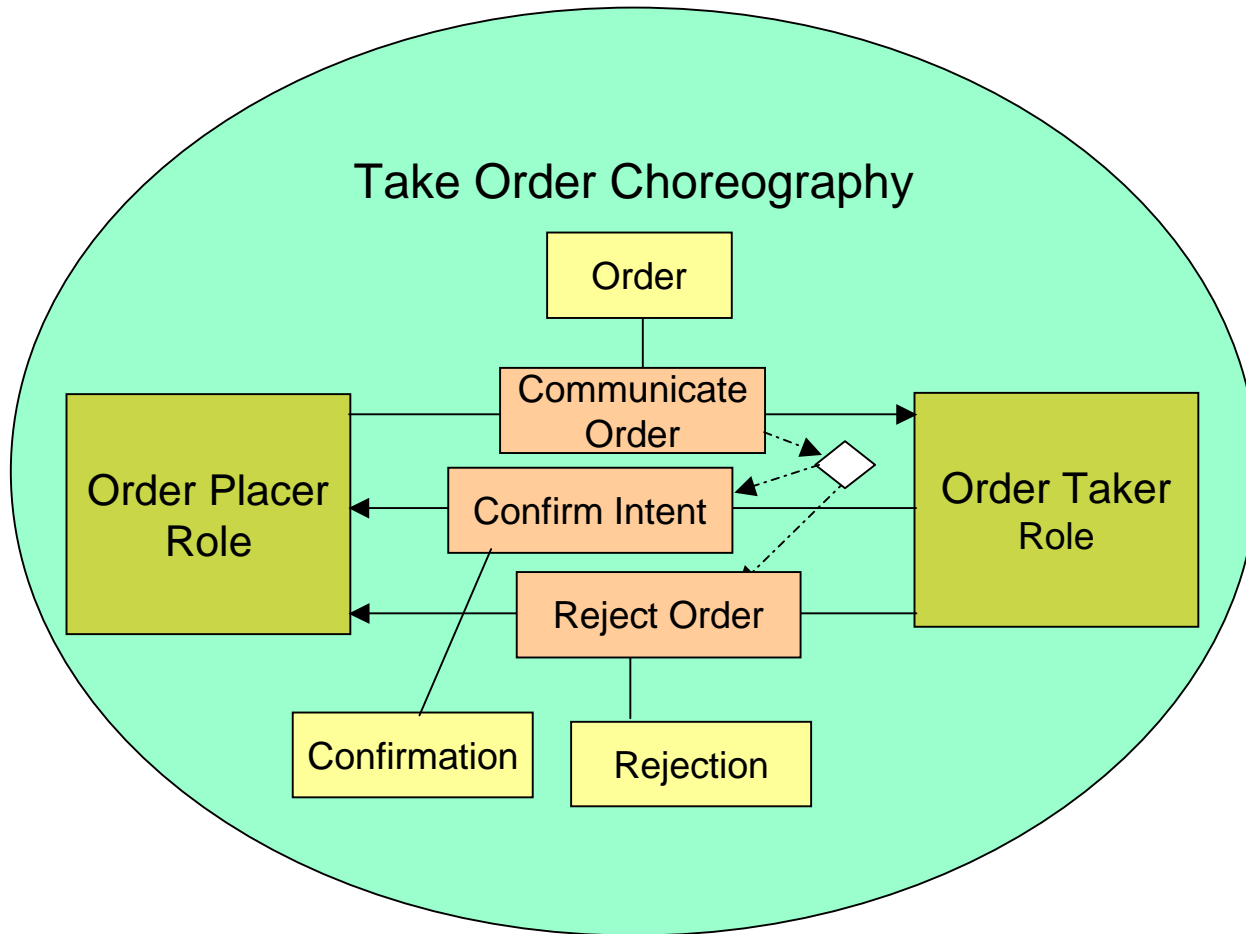 Take Order Choreography
Order
Communicate
Order
Order Placer
Role
Confirm Intent
Order Taker
Role
Reject Order
Confirmation
Rejection